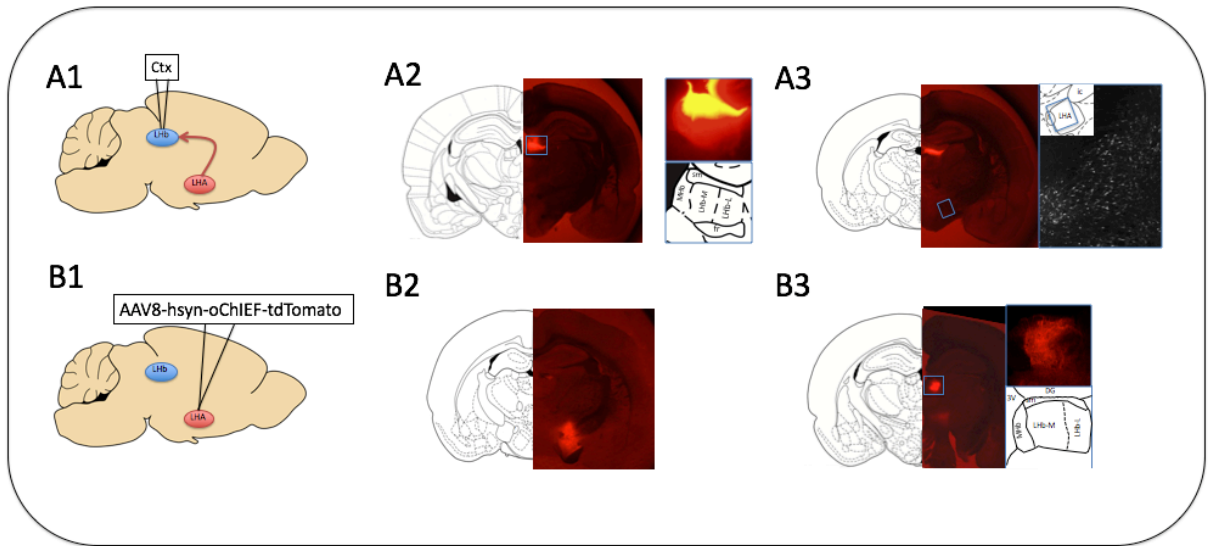 A1
Ctx
LHb
LHA
A2
sm
MHb
LHb-M
LHb-L
fr
A3
ic
LHA
B1
AAV8-hsyn-oChIEF-tdTomato
LHb
LHA
B2
B3
DG
3V
sm
MHb
LHb-M
LHb-L